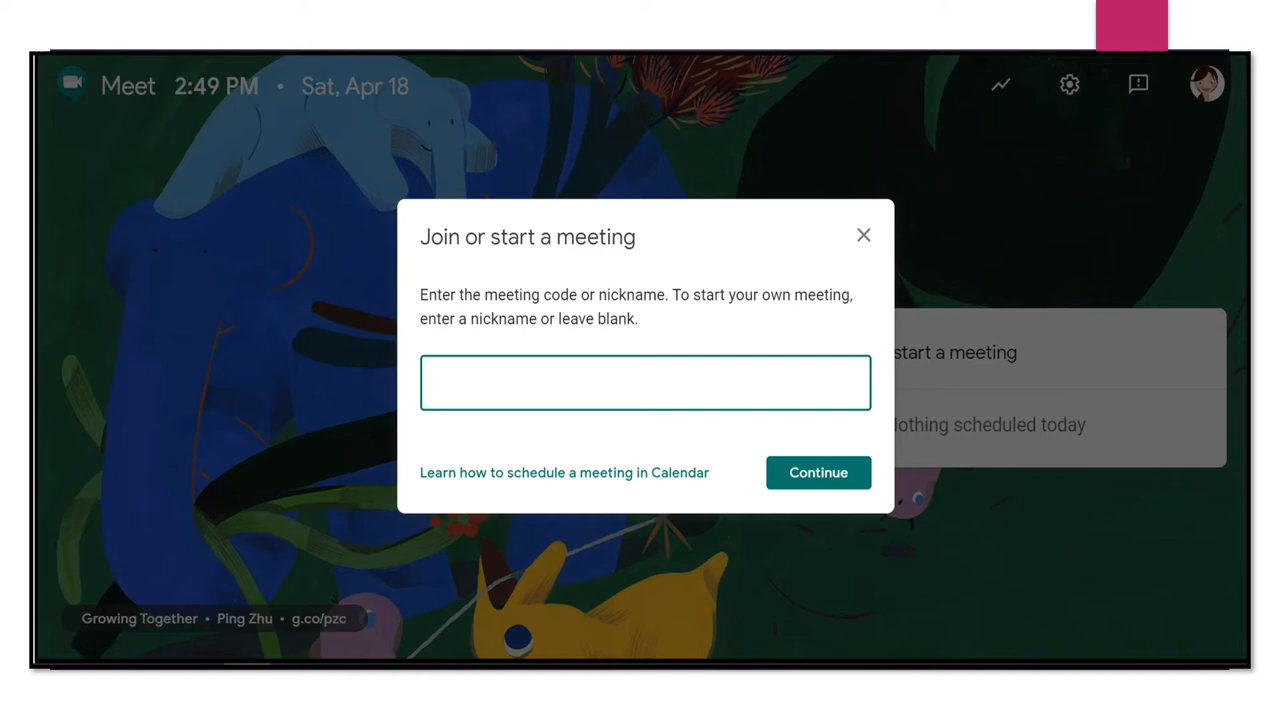 Meet 2:49 PM • Sat, Apr 18
Join or start a meeting
Enter the meeting code or nickname. To start your own meeting,
enter a nickname or leave blank.
start a meeting
othing scheduled today
Learn how to schedule a meeting in Calendar
Continue
Growing Together • Ping Zhu • g.co/pzc